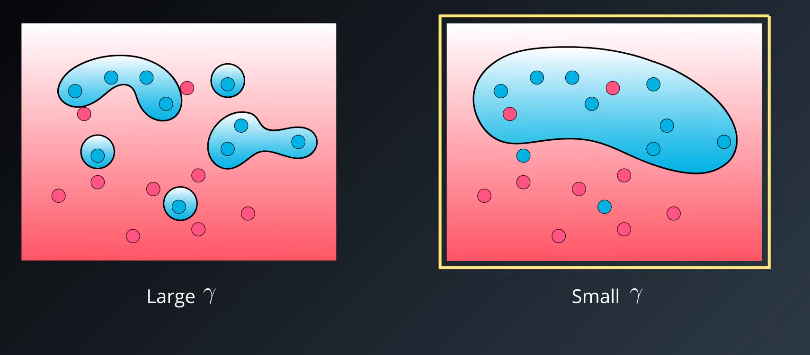 Large γ
Small γ